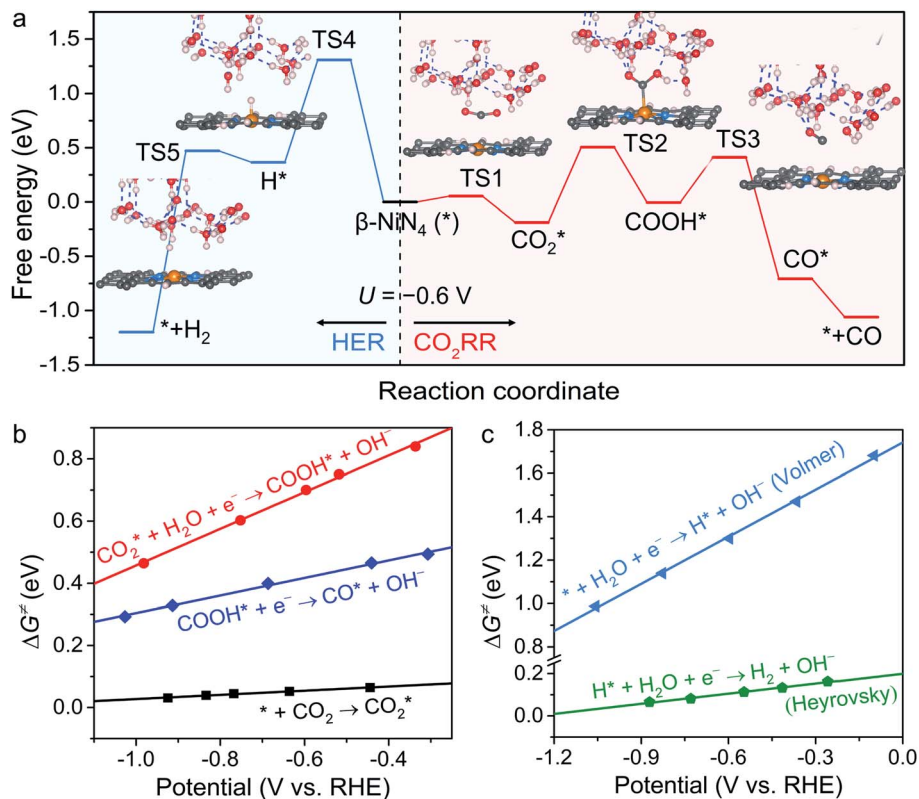 a
1.5
1.0
0.5
0.0
-0.5
-1.0
-1.5
Free energy (eV)
TS4
TS5
H*
TS1
TS2
TS3
β-NiN₄ (*)
CO₂*
COOH*
CO*
*+H₂
U = −0.6 V
*+CO
HER
CO₂RR
Reaction coordinate
b
0.8
0.6
0.4
0.2
0.0
ΔG≠ (eV)
CO₂* + H₂O + e⁻ → COOH* + OH⁻
COOH* + e⁻ → CO* + OH⁻
* + CO₂ → CO₂*
-1.0
-0.8
-0.6
-0.4
Potential (V vs. RHE)
c
1.8
1.6
1.4
1.2
1.0
0.2
0.0
ΔG≠ (eV)
* + H₂O + e⁻ → H* + OH⁻ (Volmer)
H* + H₂O + e⁻ → H₂ + OH⁻
(Heyrovsky)
-1.2
-0.9
-0.6
-0.3
0.0
Potential (V vs. RHE)